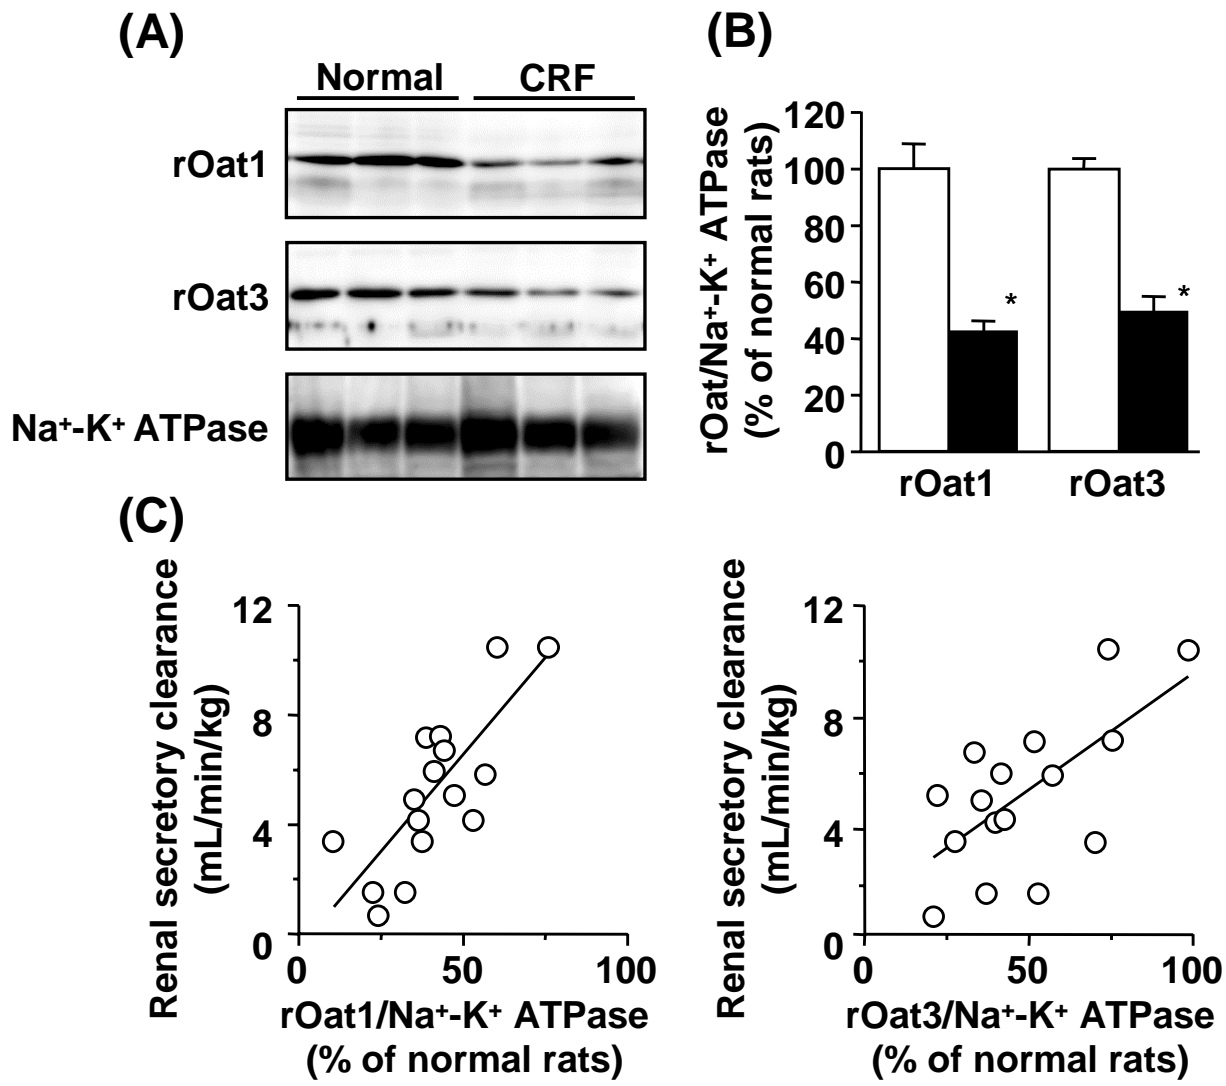 (A)
Normal CRF
rOat1
rOat3
Na⁺-K⁺ ATPase
(B)
rOat/Na⁺-K⁺ ATPase
(% of normal rats)
120
100
80
60
40
20
0
*
*
rOat1 rOat3
(C)
Renal secretory clearance
(mL/min/kg)
12
8
4
0
0 50 100
rOat1/Na⁺-K⁺ ATPase
(% of normal rats)
Renal secretory clearance
(mL/min/kg)
12
8
4
0
0 50 100
rOat3/Na⁺-K⁺ ATPase
(% of normal rats)